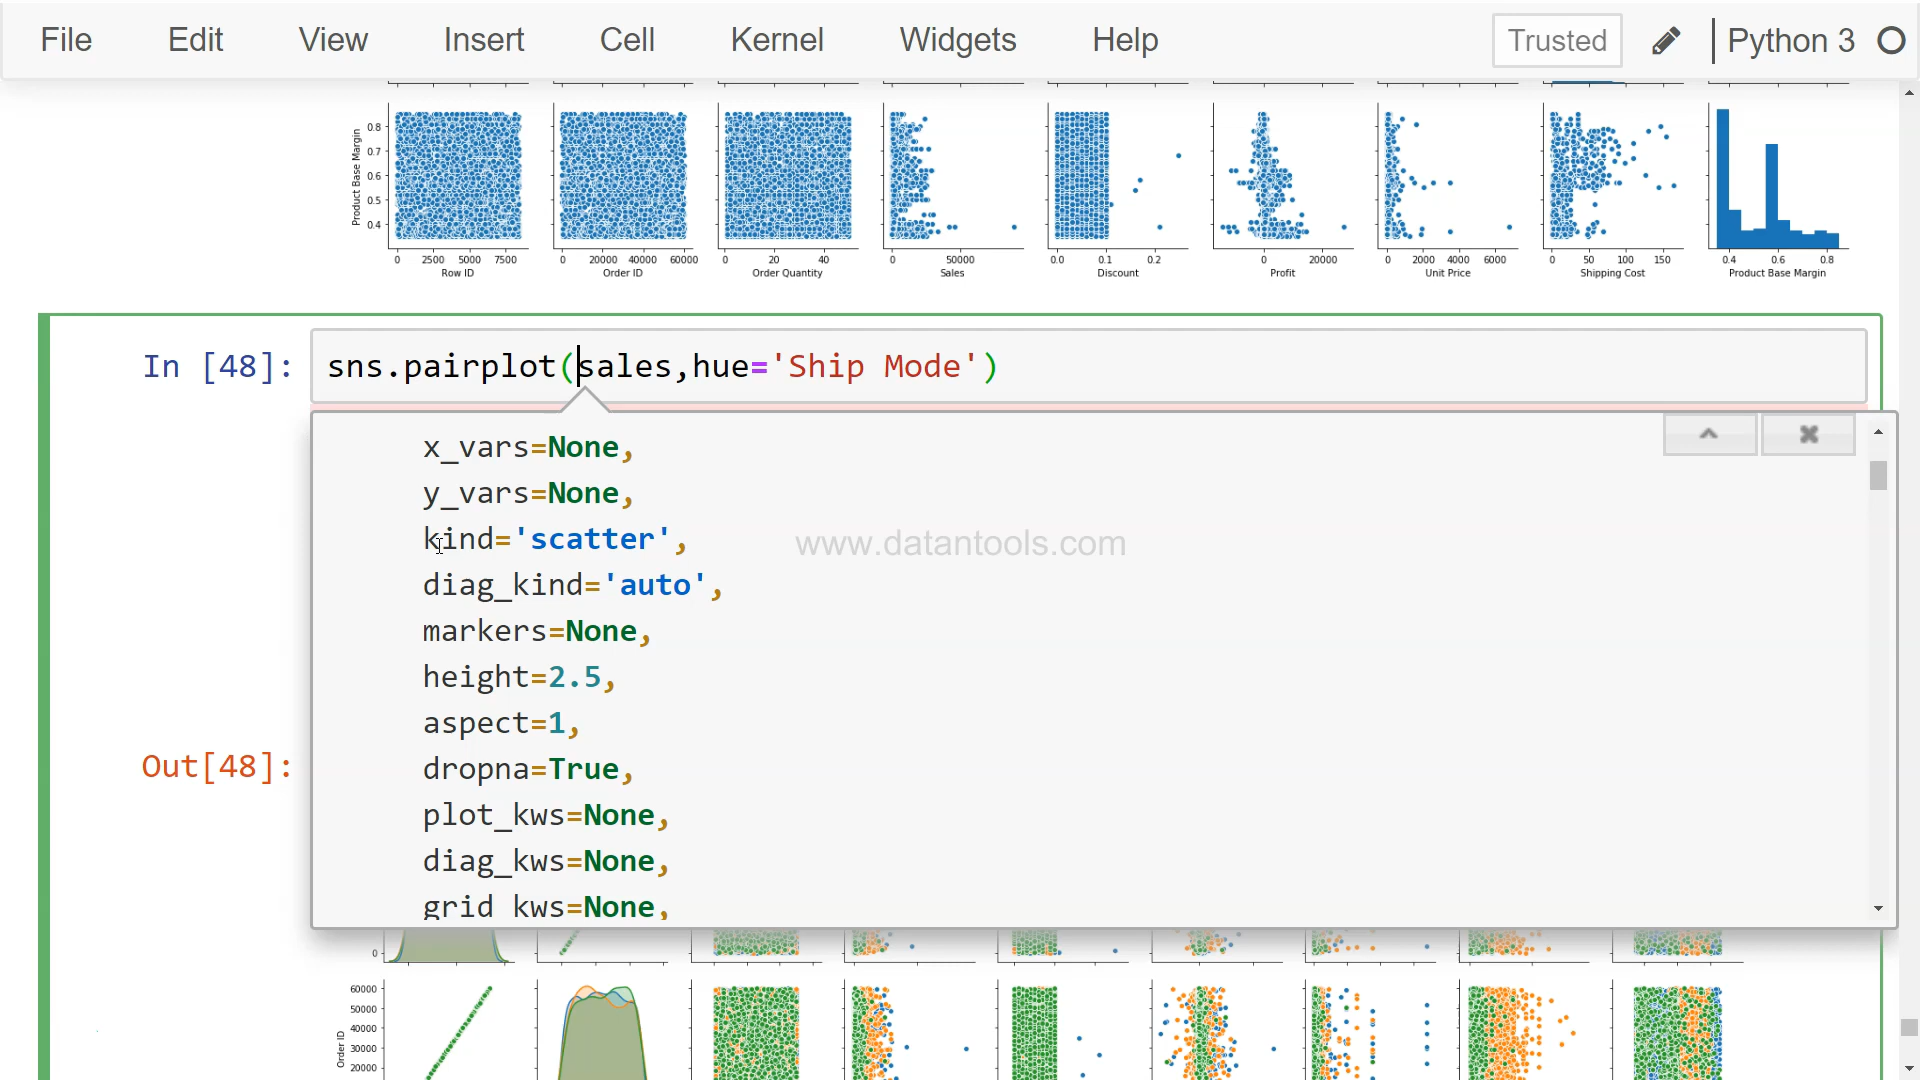 File Edit View Insert Cell Kernel Widgets Help Trusted Python 3
Product Base Margin
0.8
0.7
0.6
0.5
0.4
0 2500 5000 7500 0 20000 40000 60000 0 20 40 0 50000 0.0 0.1 0.2 0 20000 0 2000 4000 6000 0 50 100 150 0.4 0.6 0.8
Row ID Order ID Order Quantity Sales Discount Profit Unit Price Shipping Cost Product Base Margin
In [48]: sns.pairplot(sales,hue='Ship Mode')
x_vars=None,
y_vars=None,
kind='scatter',
www.datantools.com
diag_kind='auto',
markers=None,
height=2.5,
aspect=1,
Out[48]:
dropna=True,
plot_kws=None,
diag_kws=None,
grid_kws=None,
0
60000
50000
40000
30000
20000
Order ID